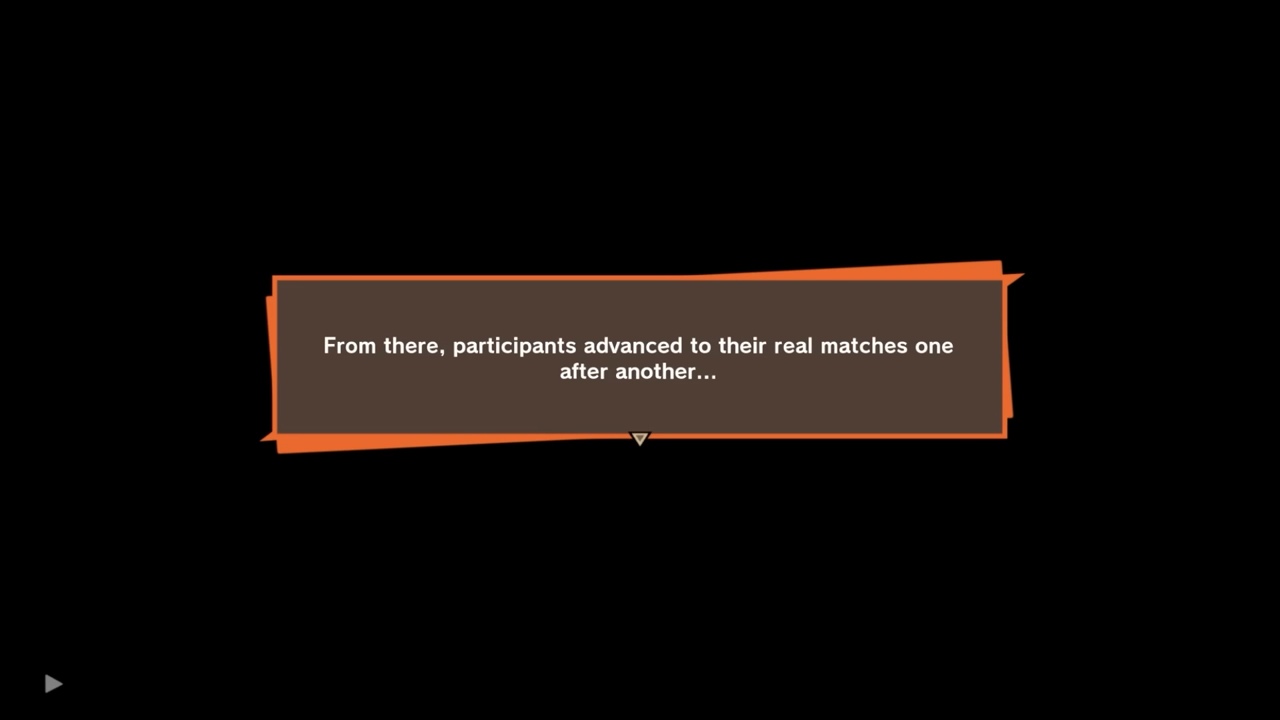 From there, participants advanced to their real matches one
after another...